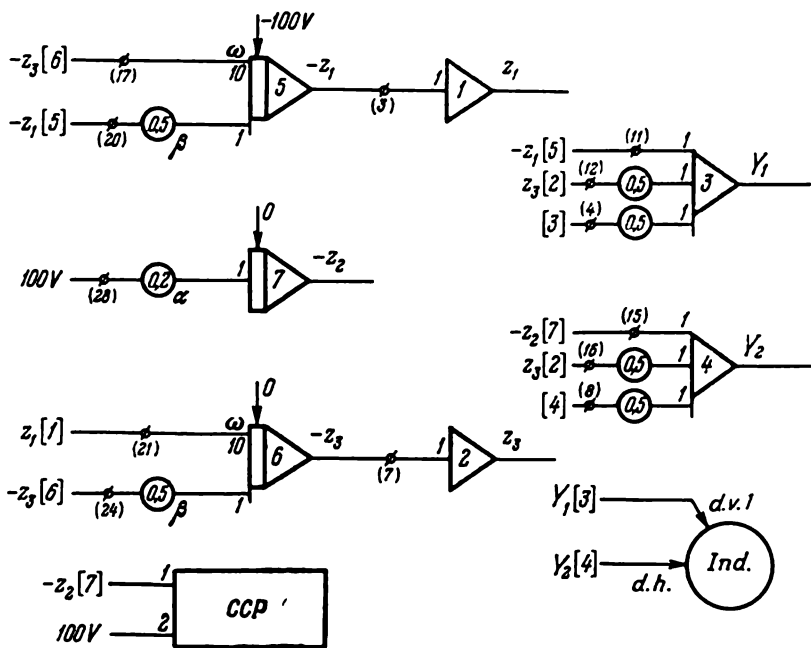 -100V
-z₃[6] (17) ω 10 5 -z₁ (3) 1 1 z₁
-z₁[5] (20) 0,5 β 1
-z₁[5] (11) 1
z₃[2] (12) 0,5 1 3 Y₁
[3] (4) 0,5 1
0
100V (28) 0,2 α 1 7 -z₂
-z₂[7] (15) 1
z₃[2] (16) 0,5 1 4 Y₂
[4] (8) 0,5 1
0
z₁[1] (21) ω 10 6 -z₃ (7) 1 2 z₃
-z₃[6] (24) 0,5 β 1
Y₁[3] d.v.1
Y₂[4] d.h. Ind.
-z₂[7] 1 CCP
100V 2